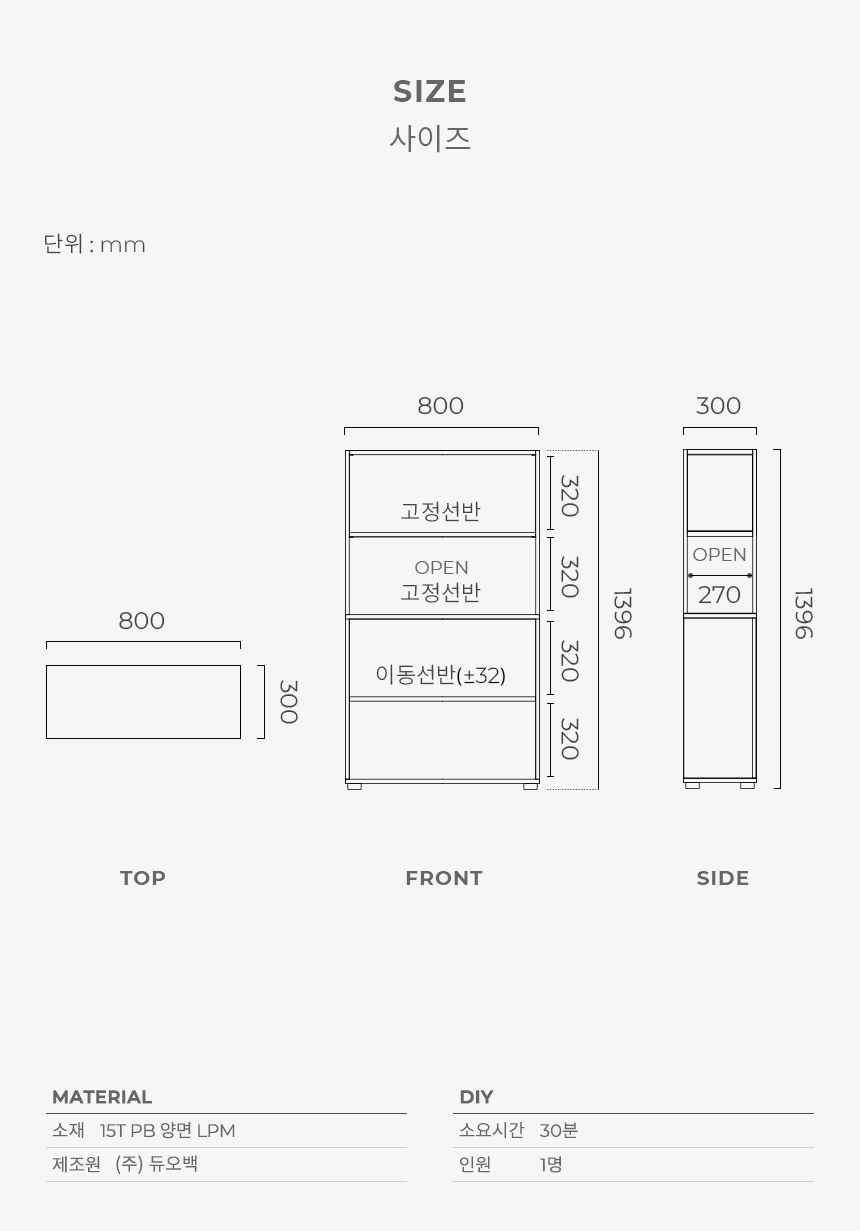 SIZE
사이즈
단위 : mm
800
300
TOP
800
고정선반
OPEN
고정선반
이동선반(±32)
320
320
320
320
1396
FRONT
300
OPEN
270
1396
SIDE
MATERIAL
소재 15T PB 양면 LPM
제조원 (주) 듀오백
DIY
소요시간 30분
인원 1명